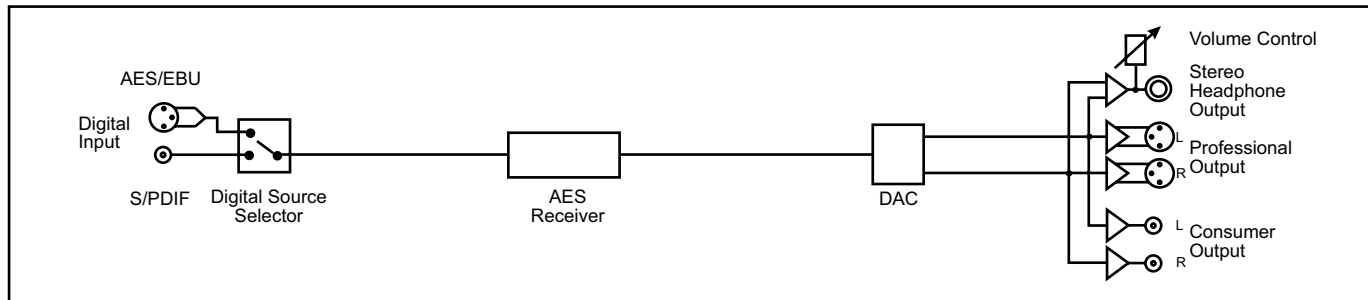 AES/EBU
Digital
Input
S/PDIF
Digital Source
Selector
AES
Receiver
DAC
Volume Control
Stereo
Headphone
Output
L
R
Professional
Output
L
R
Consumer
Output